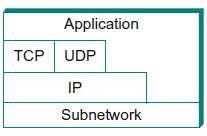 Application
TCP UDP
IP
Subnetwork